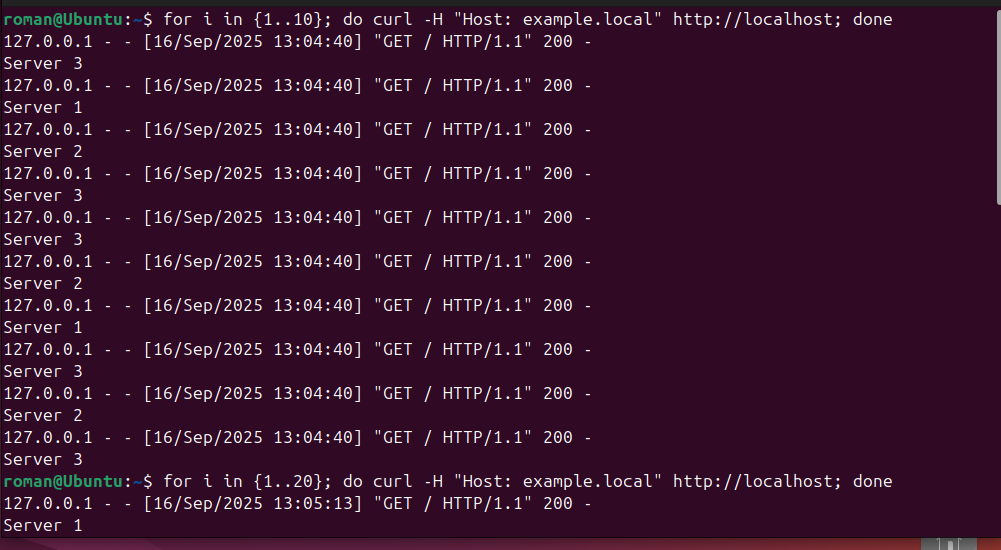 roman@Ubuntu:~$ for i in {1..10}; do curl -H "Host: example.local" http://localhost; done
127.0.0.1 - - [16/Sep/2025 13:04:40] "GET / HTTP/1.1" 200 -
Server 3
127.0.0.1 - - [16/Sep/2025 13:04:40] "GET / HTTP/1.1" 200 -
Server 1
127.0.0.1 - - [16/Sep/2025 13:04:40] "GET / HTTP/1.1" 200 -
Server 2
127.0.0.1 - - [16/Sep/2025 13:04:40] "GET / HTTP/1.1" 200 -
Server 3
127.0.0.1 - - [16/Sep/2025 13:04:40] "GET / HTTP/1.1" 200 -
Server 3
127.0.0.1 - - [16/Sep/2025 13:04:40] "GET / HTTP/1.1" 200 -
Server 2
127.0.0.1 - - [16/Sep/2025 13:04:40] "GET / HTTP/1.1" 200 -
Server 1
127.0.0.1 - - [16/Sep/2025 13:04:40] "GET / HTTP/1.1" 200 -
Server 3
127.0.0.1 - - [16/Sep/2025 13:04:40] "GET / HTTP/1.1" 200 -
Server 2
127.0.0.1 - - [16/Sep/2025 13:04:40] "GET / HTTP/1.1" 200 -
Server 3
roman@Ubuntu:~$ for i in {1..20}; do curl -H "Host: example.local" http://localhost; done
127.0.0.1 - - [16/Sep/2025 13:05:13] "GET / HTTP/1.1" 200 -
Server 1